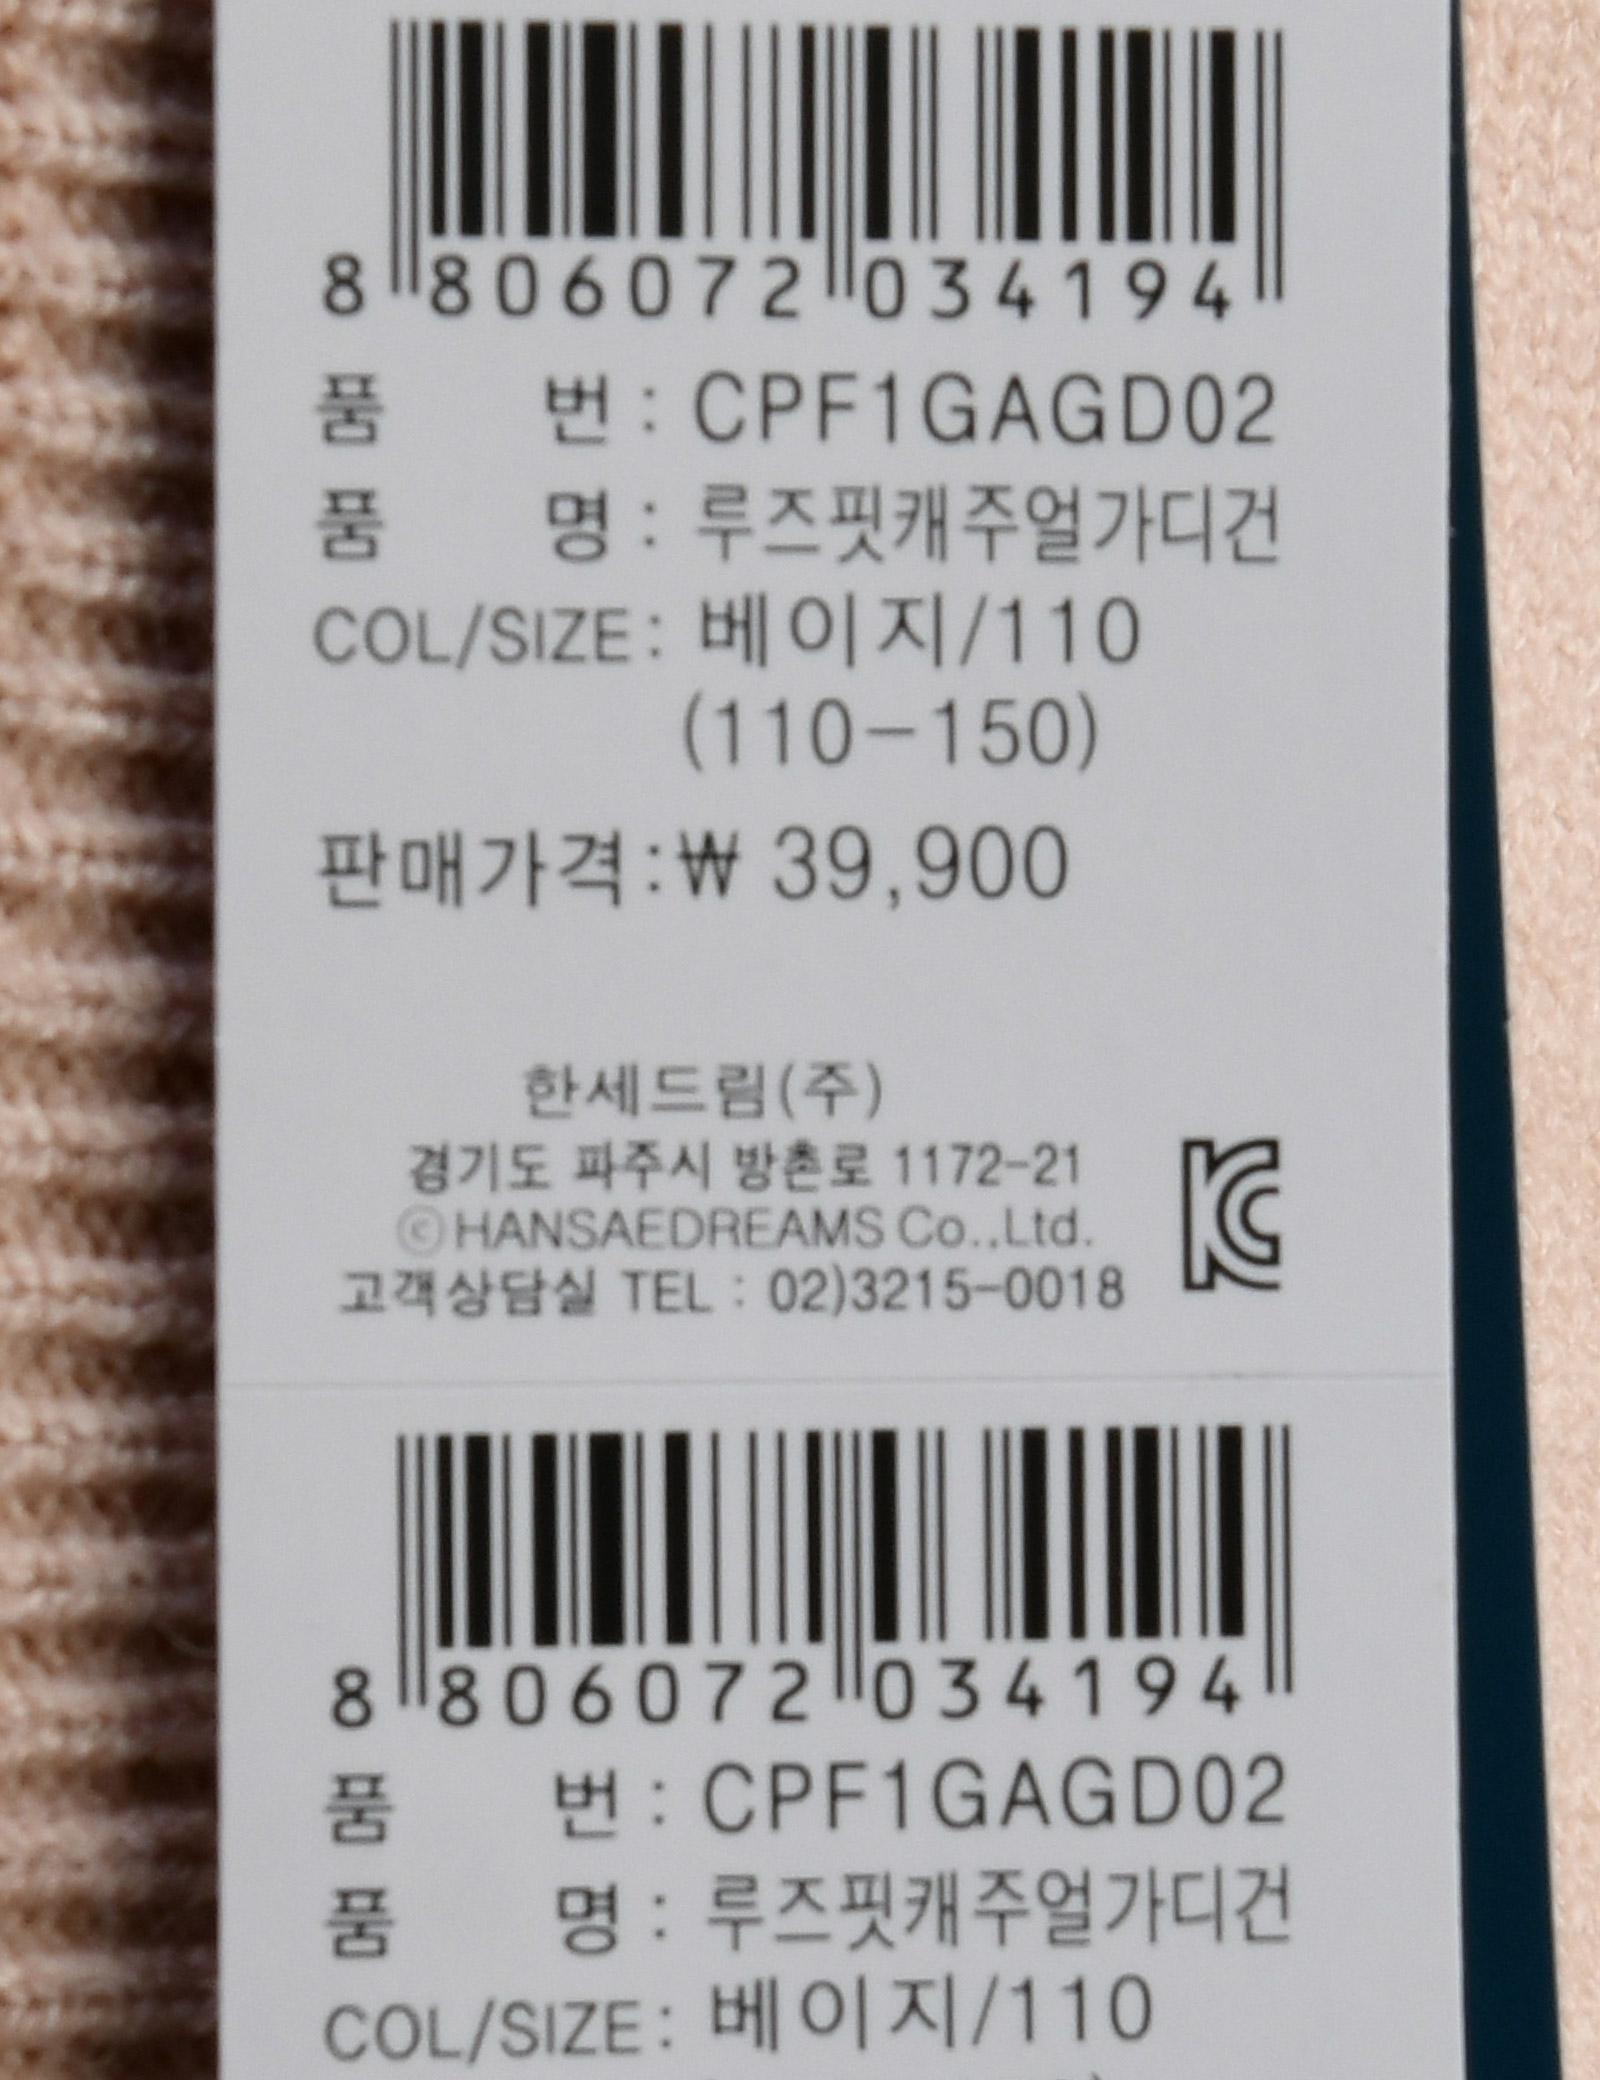 8 806072 034194
품 번 : CPF1GAGD02
품 명 : 루즈핏캐주얼가디건
COL/SIZE : 베이지/110
(110-150)
판매가격:₩ 39,900
한세드림(주)
경기도 파주시 방촌로 1172-21
ⓒHANSAEDREAMS Co.,Ltd.
고객상담실 TEL : 02)3215-0018
KC
8 806072 034194
품 번 : CPF1GAGD02
품 명 : 루즈핏캐주얼가디건
COL/SIZE : 베이지/110